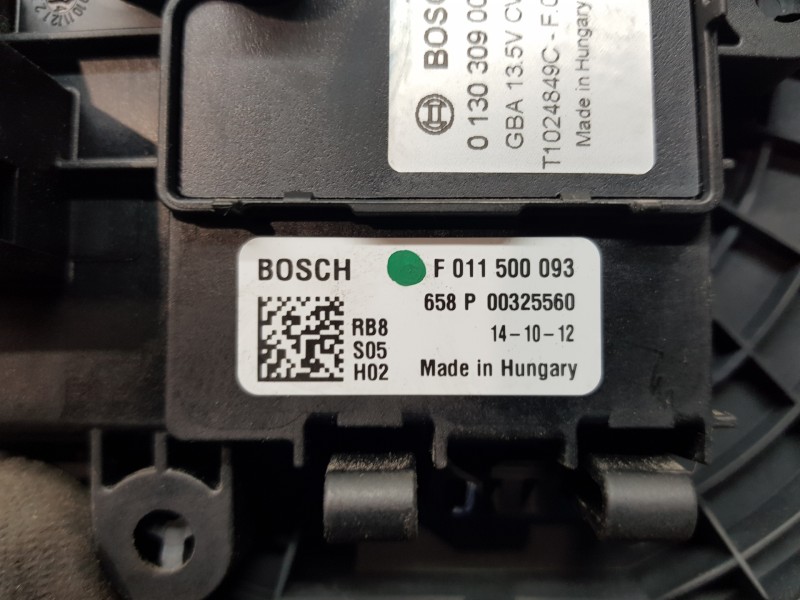 BOSCH
0 130 309 00
GBA 13.5V CV
T1024849C - F.0
Made in Hungary
BOSCH F 011 500 093
658 P 00325560
RB8 14-10-12
S05
H02 Made in Hungary